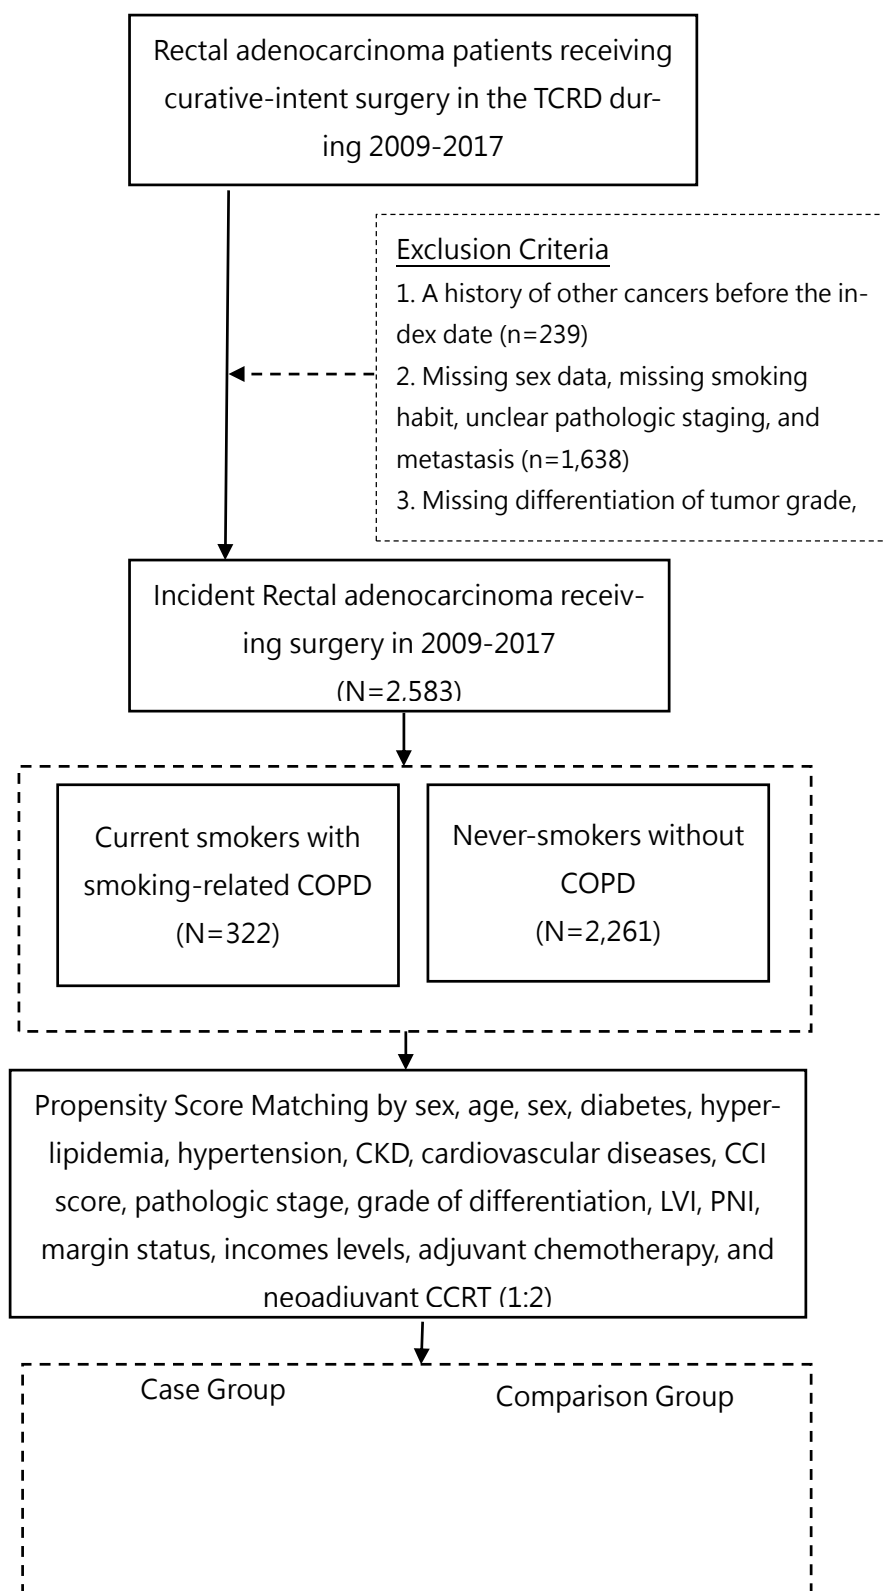 Rectal adenocarcinoma patients receiving
curative-intent surgery in the TCRD dur-
ing 2009-2017
Exclusion Criteria
1. A history of other cancers before the in-
dex date (n=239)
2. Missing sex data, missing smoking
habit, unclear pathologic staging, and
metastasis (n=1,638)
3. Missing differentiation of tumor grade,
Incident Rectal adenocarcinoma receiv-
ing surgery in 2009-2017
(N=2,583)
Current smokers with
smoking-related COPD
(N=322)
Never-smokers without
COPD
(N=2,261)
Propensity Score Matching by sex, age, sex, diabetes, hyper-
lipidemia, hypertension, CKD, cardiovascular diseases, CCI
score, pathologic stage, grade of differentiation, LVI, PNI,
margin status, incomes levels, adjuvant chemotherapy, and
neoadjuvant CCRT (1:2)
Case Group
Comparison Group